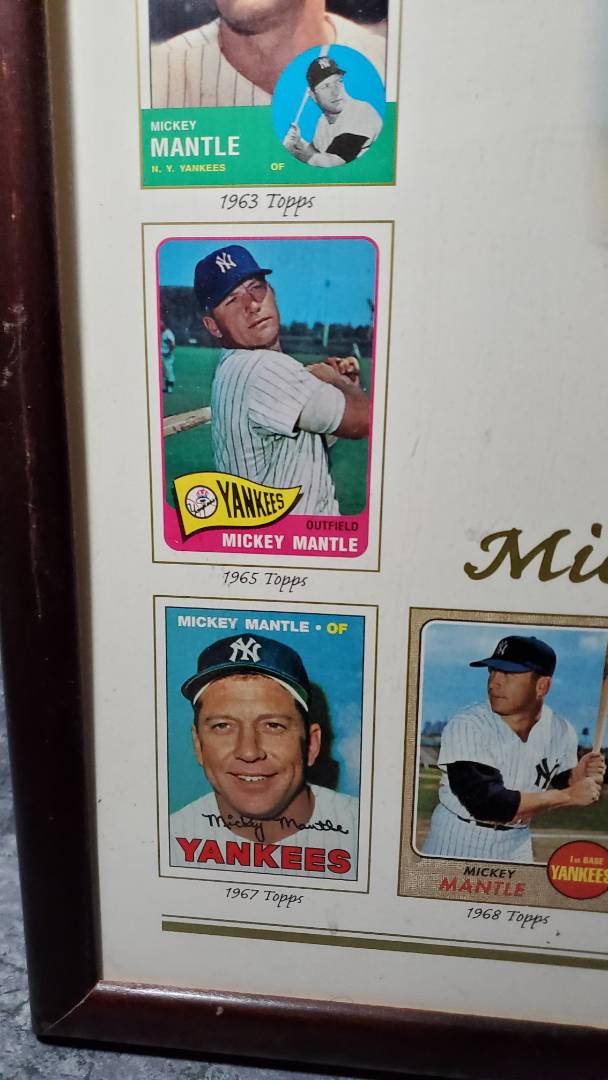 MICKEY
MANTLE
N. Y. YANKEES OF
1963 Topps
NY
YANKEES
OUTFIELD
MICKEY MANTLE
1965 Topps
Mic
MICKEY MANTLE • OF
NY
Mickey Mantle
YANKEES
1967 Topps
NY
1st BASE
YANKEES
MICKEY
MANTLE
1968 Topps